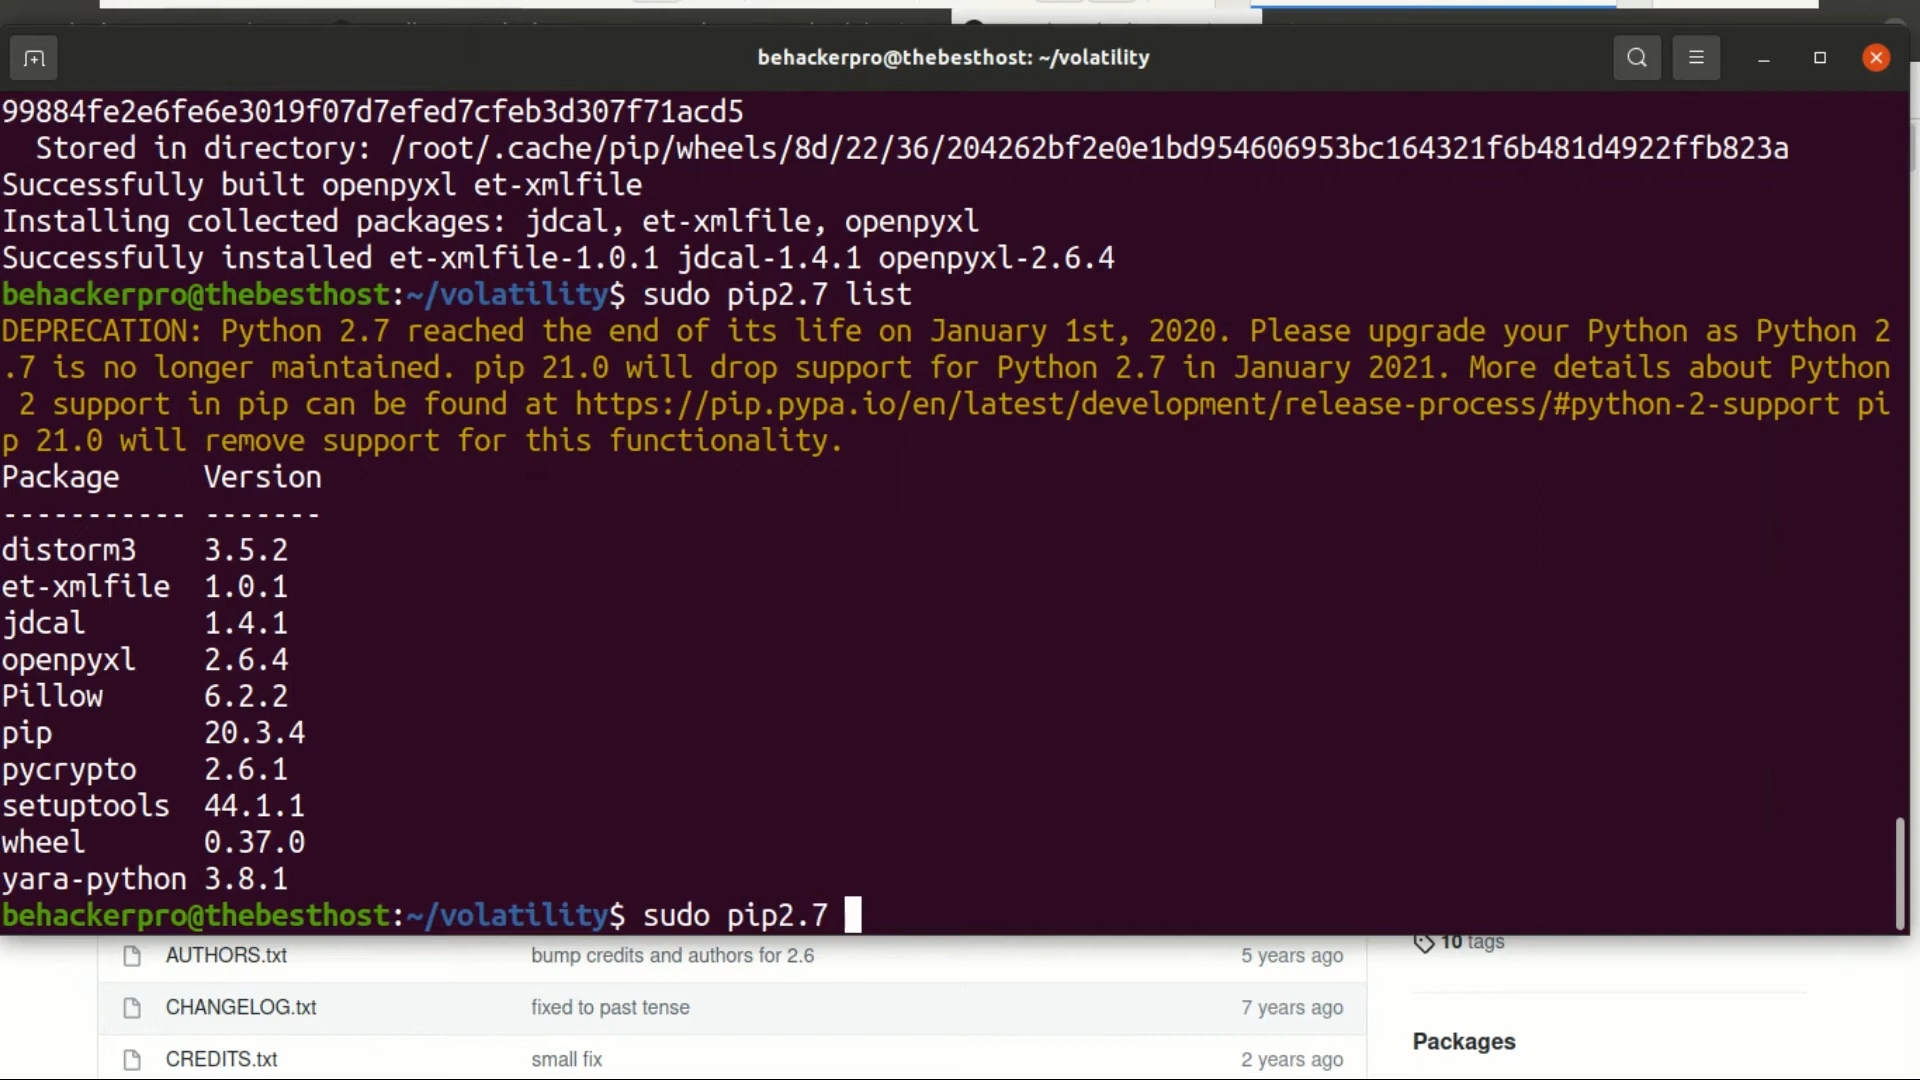 behackerpro@thebesthost: ~/volatility
99884fe2e6fe6e3019f07d7efed7cfeb3d307f71acd5
  Stored in directory: /root/.cache/pip/wheels/8d/22/36/204262bf2e0e1bd954606953bc164321f6b481d4922ffb823a
Successfully built openpyxl et-xmlfile
Installing collected packages: jdcal, et-xmlfile, openpyxl
Successfully installed et-xmlfile-1.0.1 jdcal-1.4.1 openpyxl-2.6.4
behackerpro@thebesthost:~/volatility$ sudo pip2.7 list
DEPRECATION: Python 2.7 reached the end of its life on January 1st, 2020. Please upgrade your Python as Python 2
.7 is no longer maintained. pip 21.0 will drop support for Python 2.7 in January 2021. More details about Python
 2 support in pip can be found at https://pip.pypa.io/en/latest/development/release-process/#python-2-support pi
p 21.0 will remove support for this functionality.
Package     Version
----------- -------
distorm3    3.5.2
et-xmlfile  1.0.1
jdcal       1.4.1
openpyxl    2.6.4
Pillow      6.2.2
pip         20.3.4
pycrypto    2.6.1
setuptools  44.1.1
wheel       0.37.0
yara-python 3.8.1
behackerpro@thebesthost:~/volatility$ sudo pip2.7
AUTHORS.txt bump credits and authors for 2.6 5 years ago
10 tags
CHANGELOG.txt fixed to past tense 7 years ago
Packages
CREDITS.txt small fix 2 years ago